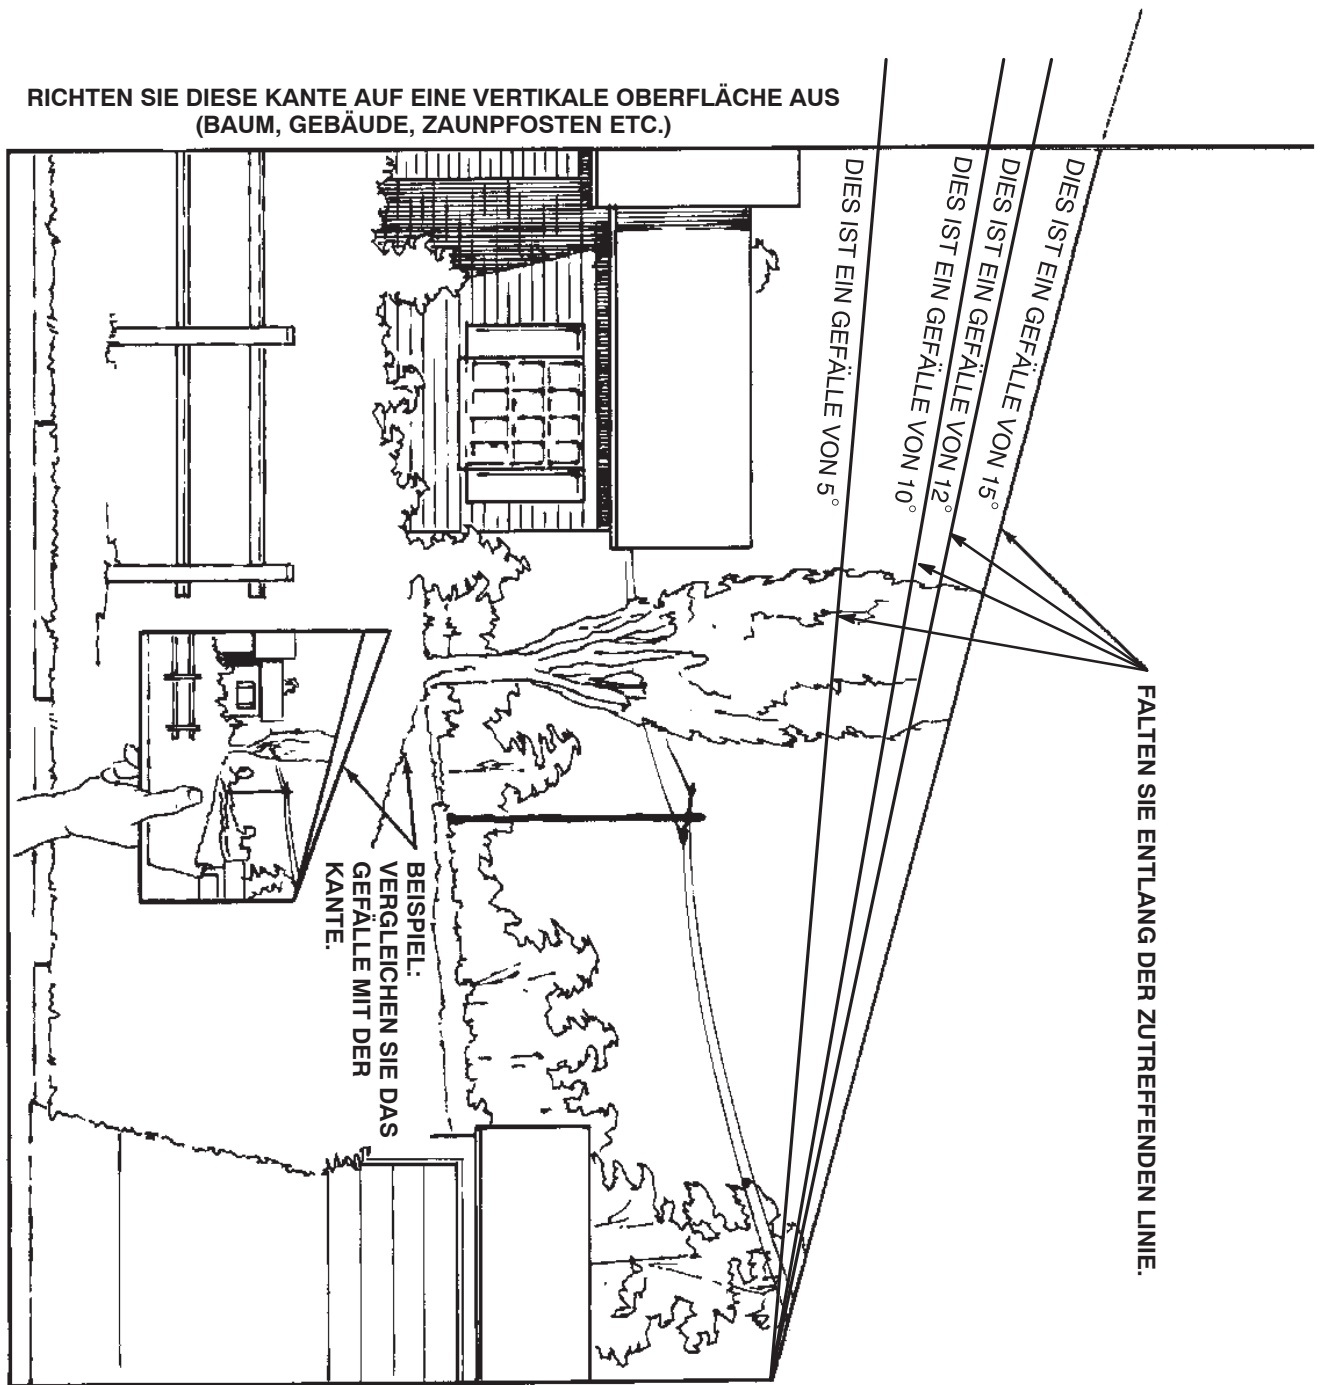 RICHTEN SIE DIESE KANTE AUF EINE VERTIKALE OBERFLÄCHE AUS
(BAUM, GEBÄUDE, ZAUNPFOSTEN ETC.)
DIES IST EIN GEFÄLLE VON 15°
DIES IST EIN GEFÄLLE VON 12°
DIES IST EIN GEFÄLLE VON 10°
DIES IST EIN GEFÄLLE VON 5°
FALTEN SIE ENTLANG DER ZUTREFFENDEN LINIE.
BEISPIEL:
VERGLEICHEN SIE DAS
GEFÄLLE MIT DER
KANTE.